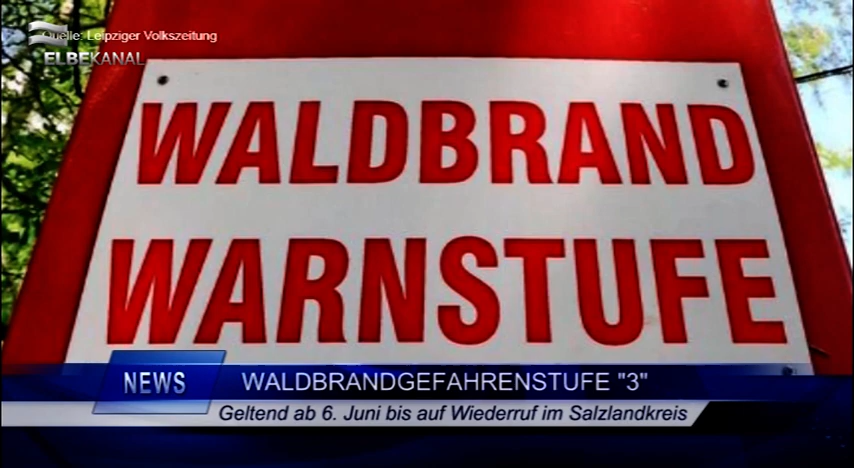 Quelle: Leipziger Volkszeitung
ELBEKANAL
WALDBRAND
WARNSTUFE
NEWS
WALDBRANDGEFAHRENSTUFE "3"
Geltend ab 6. Juni bis auf Wiederruf im Salzlandkreis